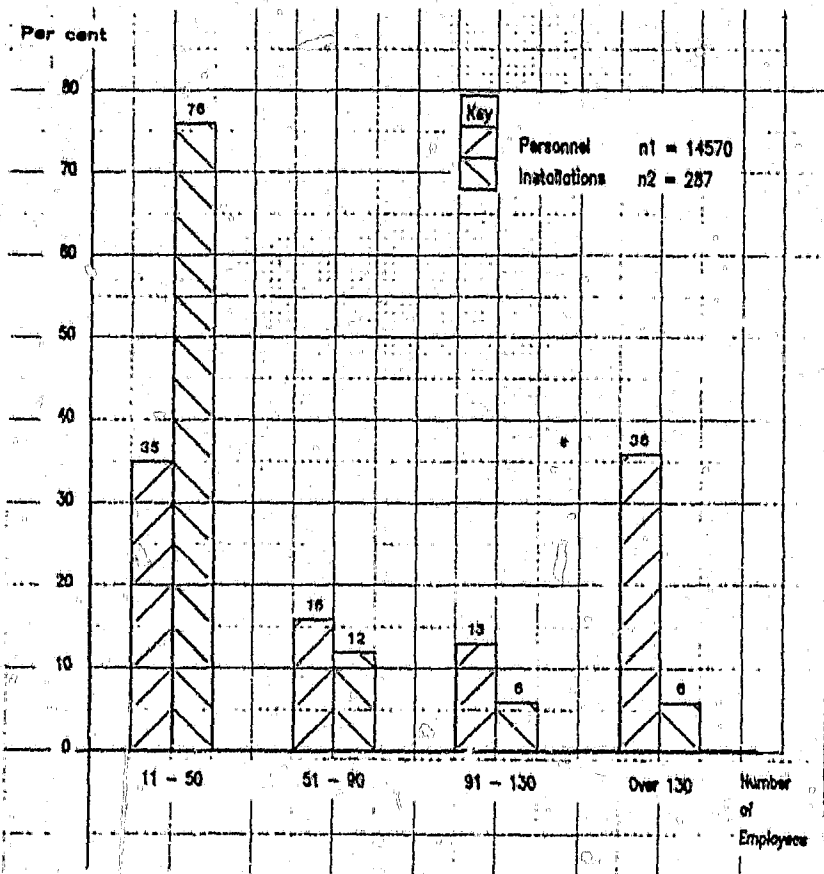 Per cent
80
76
Key
Personnel n1 = 14570
Installations n2 = 287
70
60
50
40
35
36
30
20
16
12
13
10
6
6
0
11 - 50
51 - 90
91 - 130
Over 130
Number
of
Employees